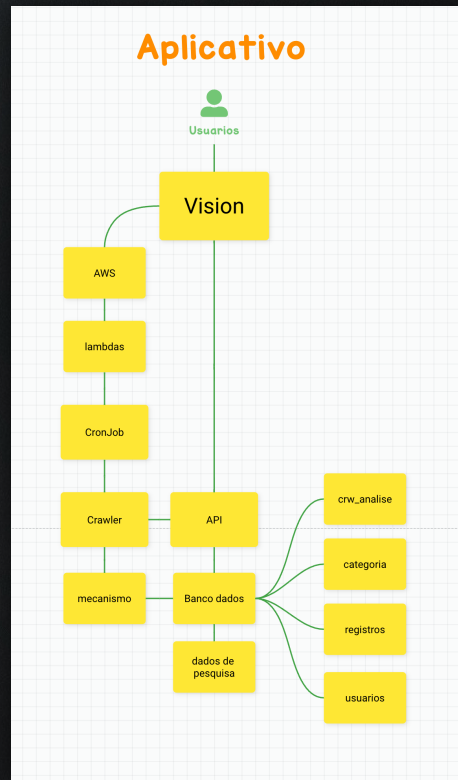 Aplicativo
Usuarios
Vision
AWS
lambdas
CronJob
Crawler
API
crw_analise
categoria
mecanismo
Banco dados
registros
dados de
pesquisa
usuarios